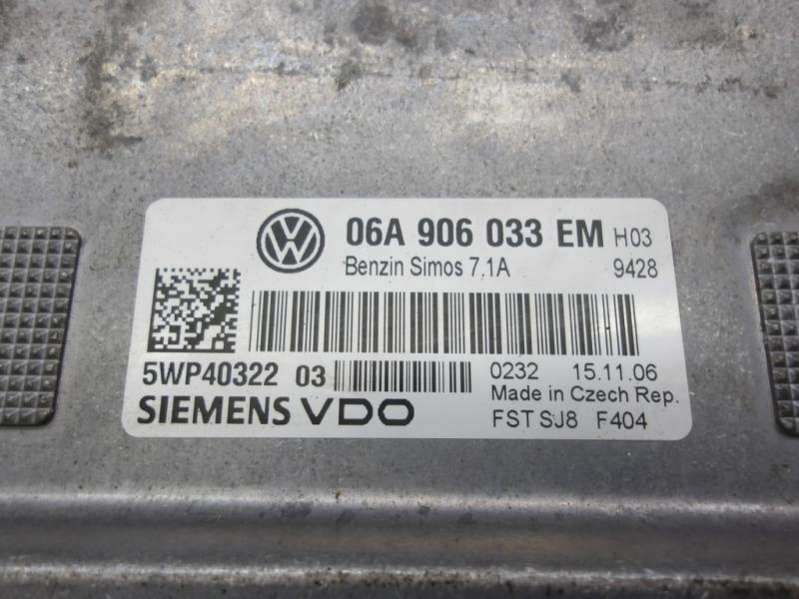 06A 906 033 EM H03
Benzin Simos 7.1A 9428
5WP40322 03
0232 15.11.06
Made in Czech Rep.
SIEMENS VDO
FST SJ8 F404